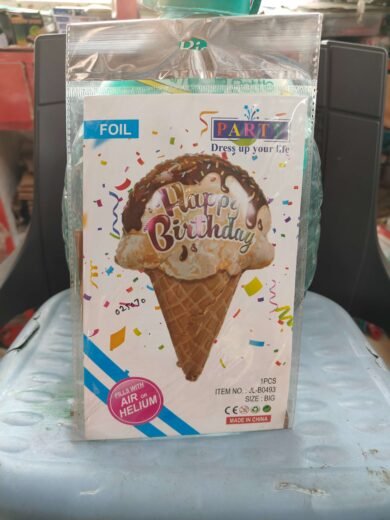 FOIL
PARTY
Dress up your life
Happy
Birthday
FILLS WITH
AIR OR
HELIUM
1PCS
ITEM NO. : JL-B0493
SIZE : BIG
CE
MADE IN CHINA